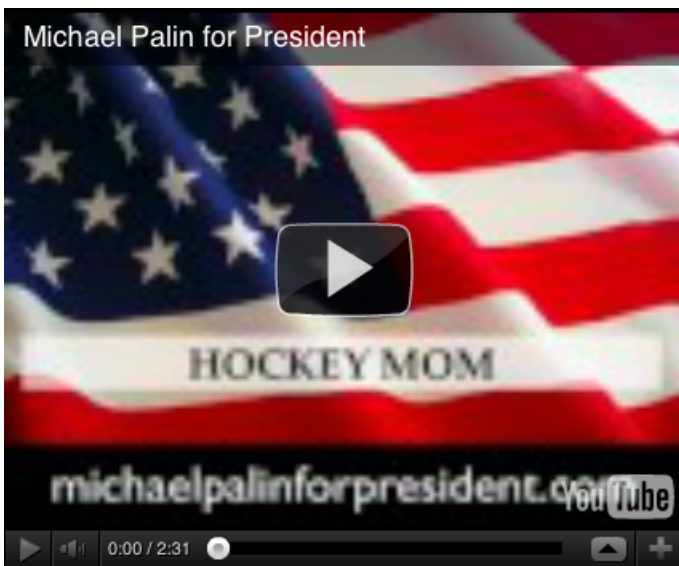 Michael Palin for President
HOCKEY MOM
michaelpalinforpresident.com
YouTube
0:00 / 2:31